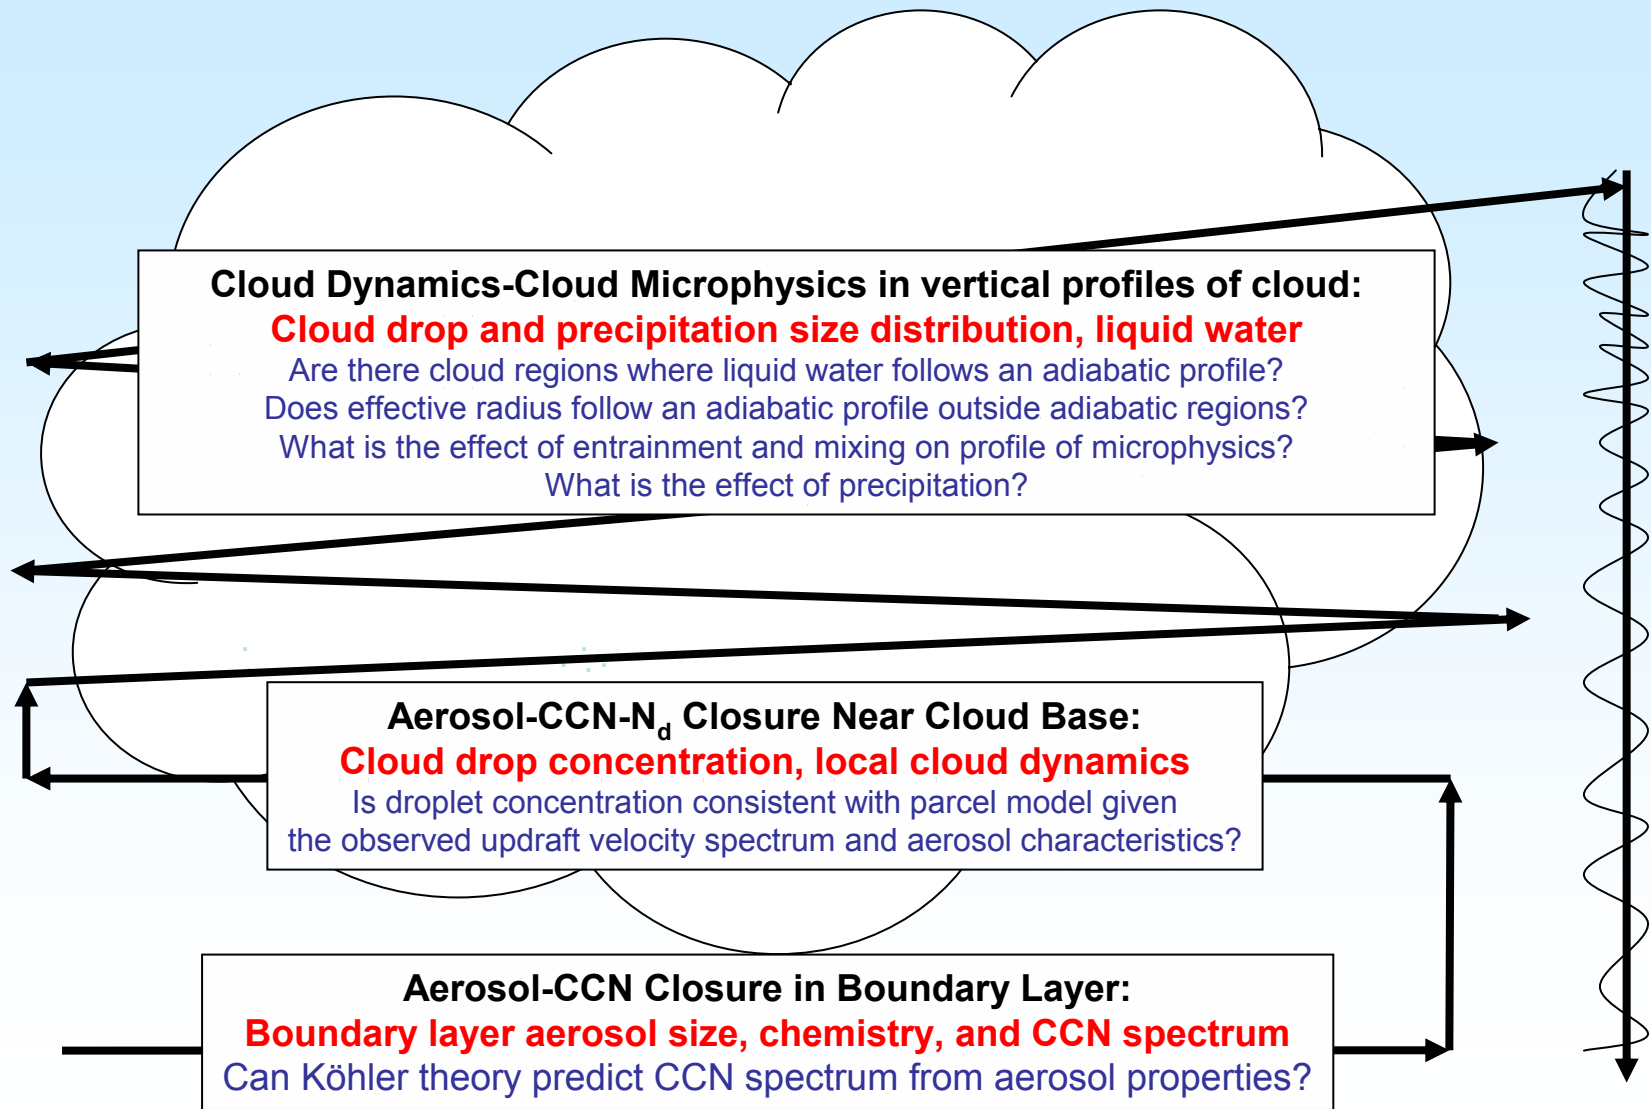 Cloud Dynamics-Cloud Microphysics in vertical profiles of cloud:
Cloud drop and precipitation size distribution, liquid water
Are there cloud regions where liquid water follows an adiabatic profile?
Does effective radius follow an adiabatic profile outside adiabatic regions?
What is the effect of entrainment and mixing on profile of microphysics?
What is the effect of precipitation?
Aerosol-CCN-Nd Closure Near Cloud Base:
Cloud drop concentration, local cloud dynamics
Is droplet concentration consistent with parcel model given
the observed updraft velocity spectrum and aerosol characteristics?
Aerosol-CCN Closure in Boundary Layer:
Boundary layer aerosol size, chemistry, and CCN spectrum
Can Köhler theory predict CCN spectrum from aerosol properties?